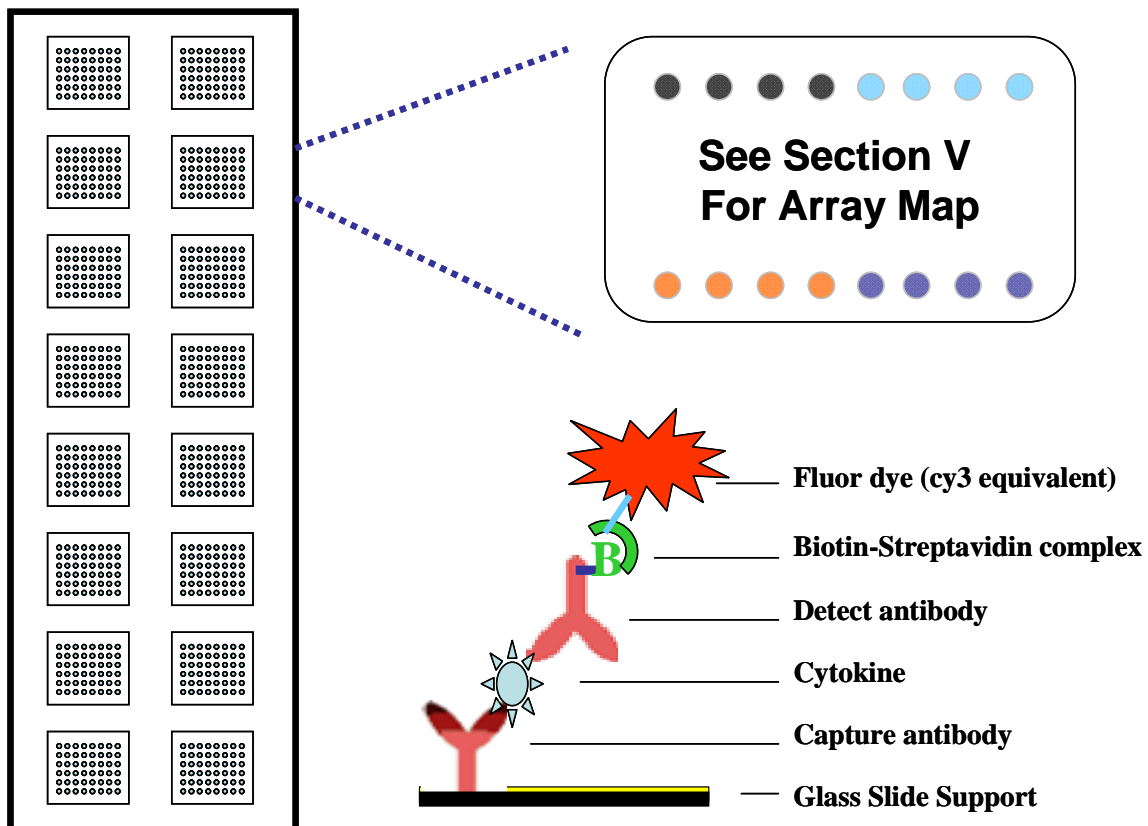 See Section V
For Array Map
Fluor dye (cy3 equivalent)
B
Biotin-Streptavidin complex
Detect antibody
Cytokine
Capture antibody
Glass Slide Support